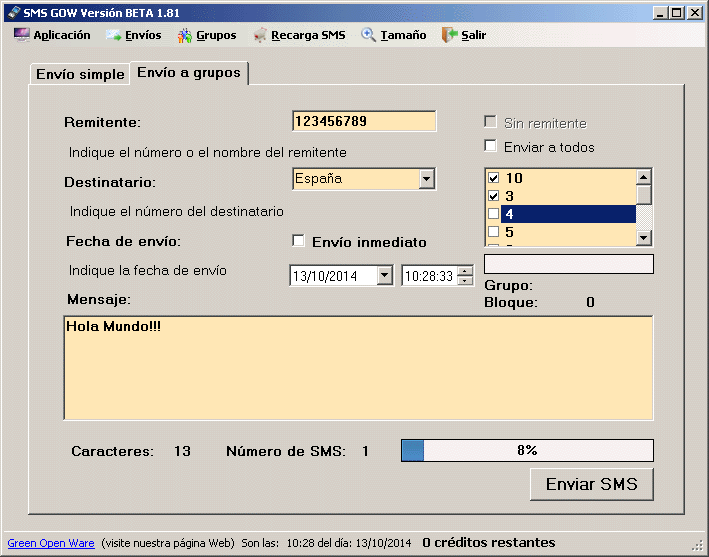 SMS GOW Versión BETA 1.81
Aplicación Envíos Grupos Recarga SMS Tamaño Salir
Envío simple Envío a grupos
Remitente: 123456789 Sin remitente
Indique el número o el nombre del remitente Enviar a todos
Destinatario: España 10
3
Indique el número del destinatario 4
5
Fecha de envío: Envío inmediato
Indique la fecha de envío 13/10/2014 10:28:33
Grupo:
Mensaje: Bloque: 0
Hola Mundo!!!
Caracteres: 13 Número de SMS: 1 8%
Enviar SMS
Green Open Ware (visite nuestra página Web) Son las: 10:28 del día: 13/10/2014 0 créditos restantes